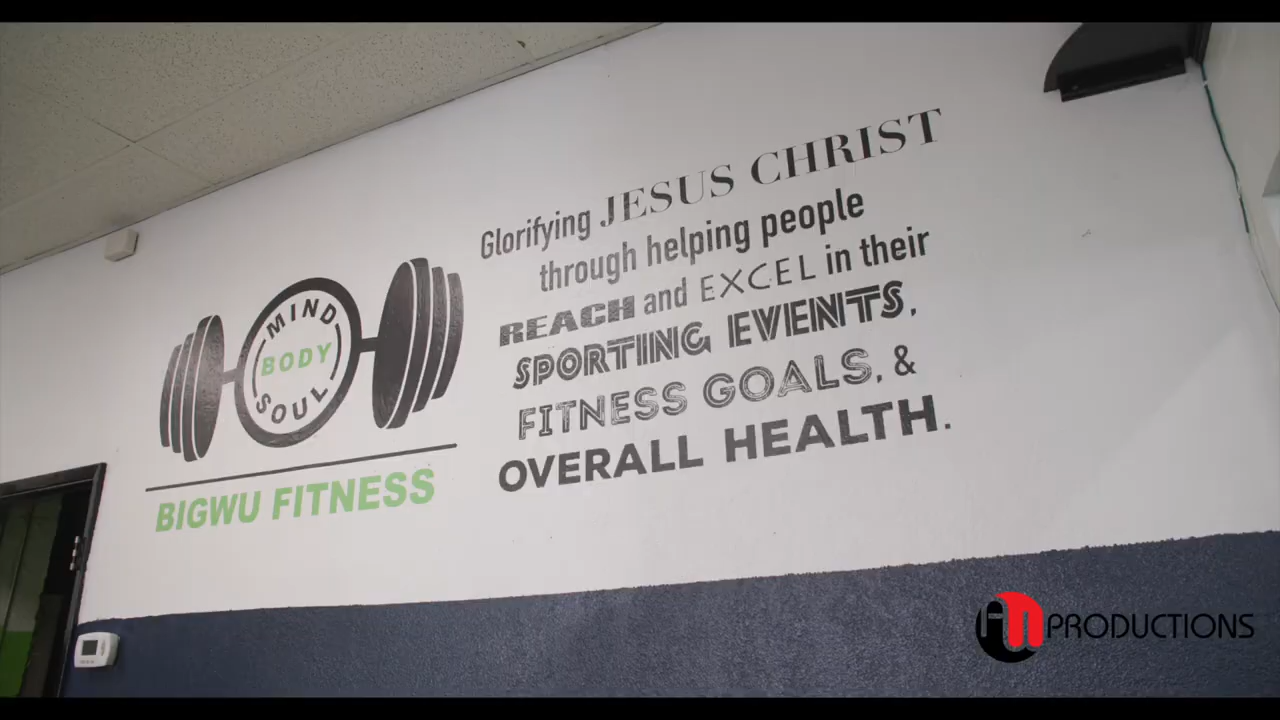 MIND
BODY
SOUL
BIGWU FITNESS
Glorifying JESUS CHRIST
through helping people
REACH and EXCEL in their
SPORTING EVENTS,
FITNESS GOALS, &
OVERALL HEALTH.
PRODUCTIONS